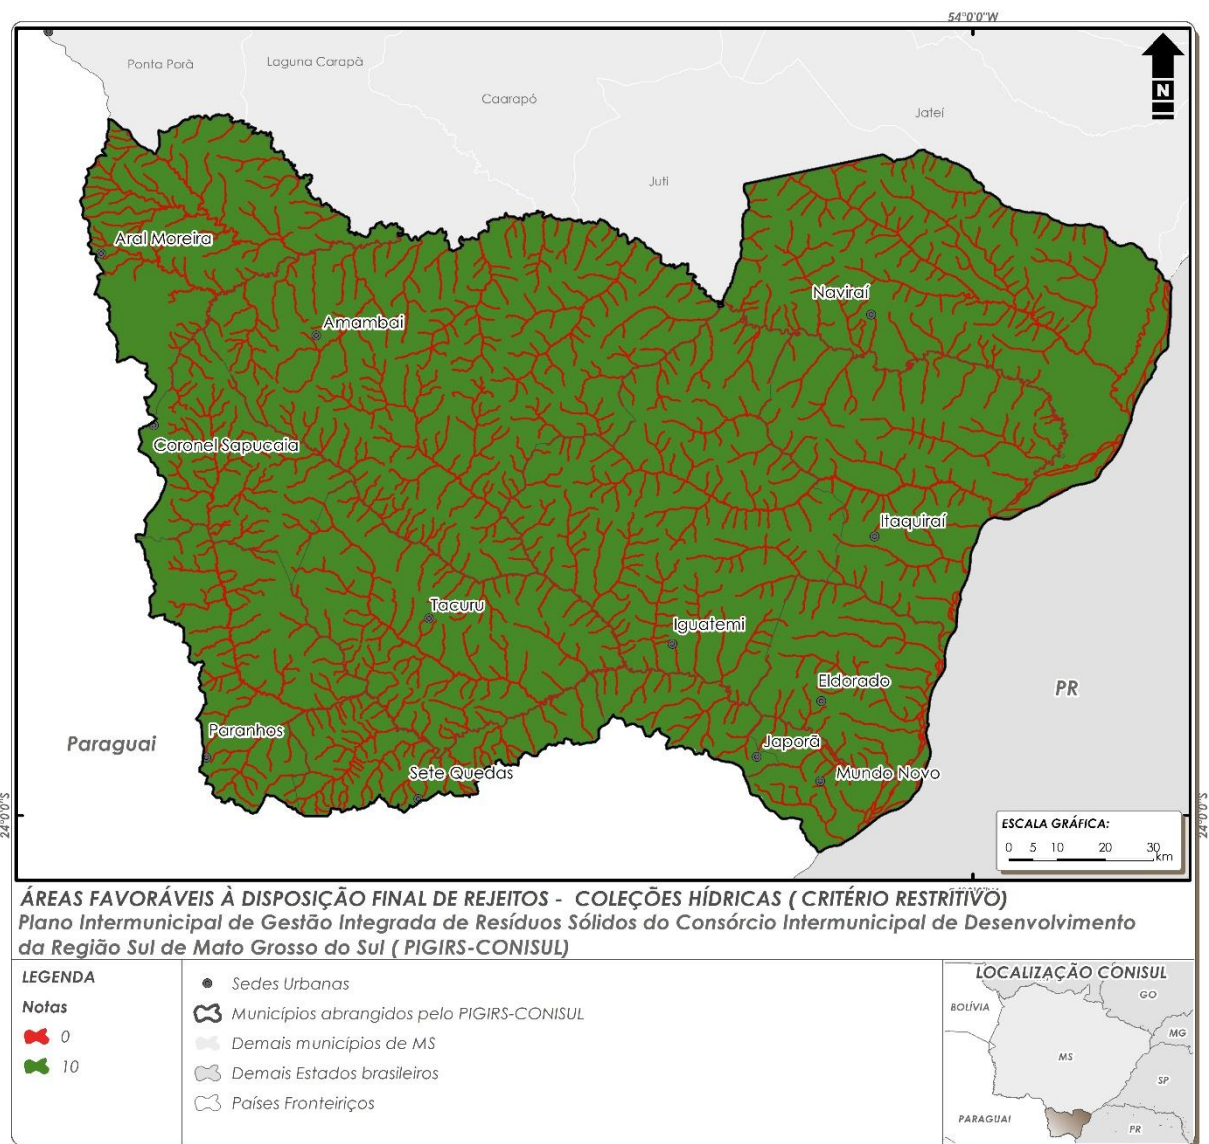 54°0'0"W
Ponta Porã
Laguna Carapã
Caarapó
Jateí
Juti
N
Aral Moreira
Naviraí
Amambai
Coronel Sapucaia
Itaquiraí
Tacuru
Iguatemi
Eldorado
PR
Paranhos
Paraguai
Japorã
Sete Quedas
Mundo Novo
24°0'0"S
24°0'0"S
ESCALA GRÁFICA:
0 5 10 20 30
km
ÁREAS FAVORÁVEIS À DISPOSIÇÃO FINAL DE REJEITOS - COLEÇÕES HÍDRICAS ( CRITÉRIO RESTRITIVO)
Plano Intermunicipal de Gestão Integrada de Resíduos Sólidos do Consórcio Intermunicipal de Desenvolvimento
da Região Sul de Mato Grosso do Sul ( PIGIRS-CONISUL)
LEGENDA
Notas
0
10
Sedes Urbanas
Municípios abrangidos pelo PIGIRS-CONISUL
Demais municípios de MS
Demais Estados brasileiros
Países Fronteiriços
LOCALIZAÇÃO CONISUL
BOLÍVIA
GO
MG
MS
SP
PARAGUAI
PR